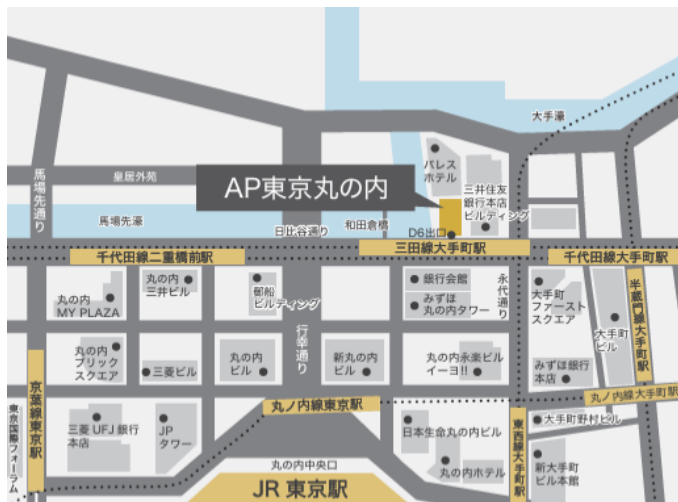 大手濠
馬場先通り
皇居外苑
AP東京丸の内
パレス
ホテル
三井住友
銀行本店
ビルディング
馬場先濠
日比谷通り
和田倉橋
D6出口
千代田線二重橋前駅
三田線大手町駅
千代田線大手町駅
丸の内
MY PLAZA
丸の内
三井ビル
郵船
ビルディング
行幸通り
銀行会館
みずほ
丸の内タワー
永代通り
大手町
ファースト
スクエア
大手町
ビル
半蔵門線大手町駅
京葉線東京駅
丸の内
ブリック
スクエア
三菱ビル
丸の内
ビル
新丸の内
ビル
丸の内永楽ビル
イーヨ!!
みずほ銀行
本店
丸ノ内線大手町駅
丸ノ内線東京駅
東京国際フォーラム
三菱UFJ銀行
本店
JP
タワー
日本生命丸の内ビル
東西線大手町駅
大手町野村ビル
丸の内中央口
JR 東京駅
丸の内ホテル
新大手町
ビル本館